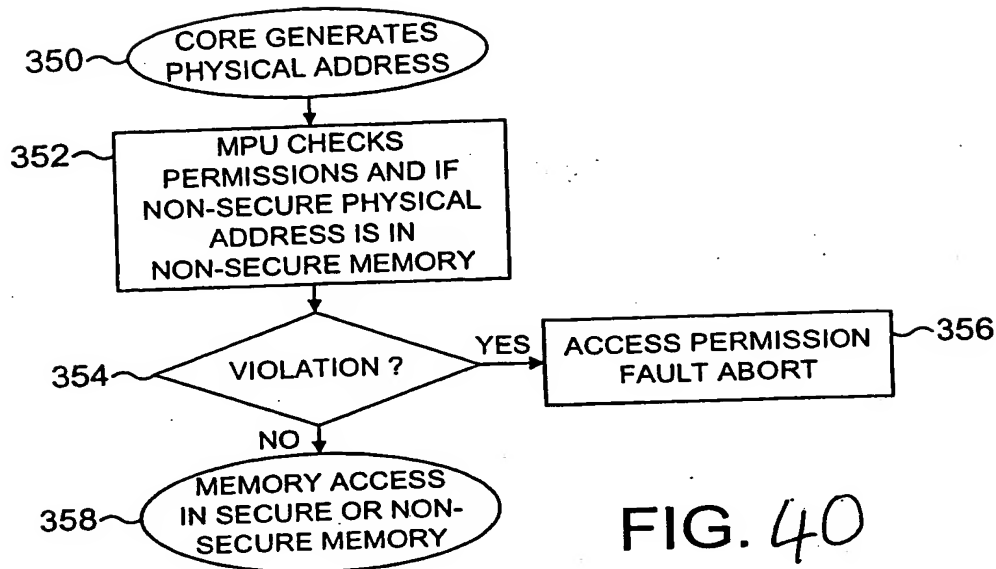 350
CORE GENERATES
PHYSICAL ADDRESS
352
MPU CHECKS
PERMISSIONS AND IF
NON-SECURE PHYSICAL
ADDRESS IS IN
NON-SECURE MEMORY
354
VIOLATION ?
YES
ACCESS PERMISSION
FAULT ABORT
356
NO
358
MEMORY ACCESS
IN SECURE OR NON-
SECURE MEMORY
FIG. 40